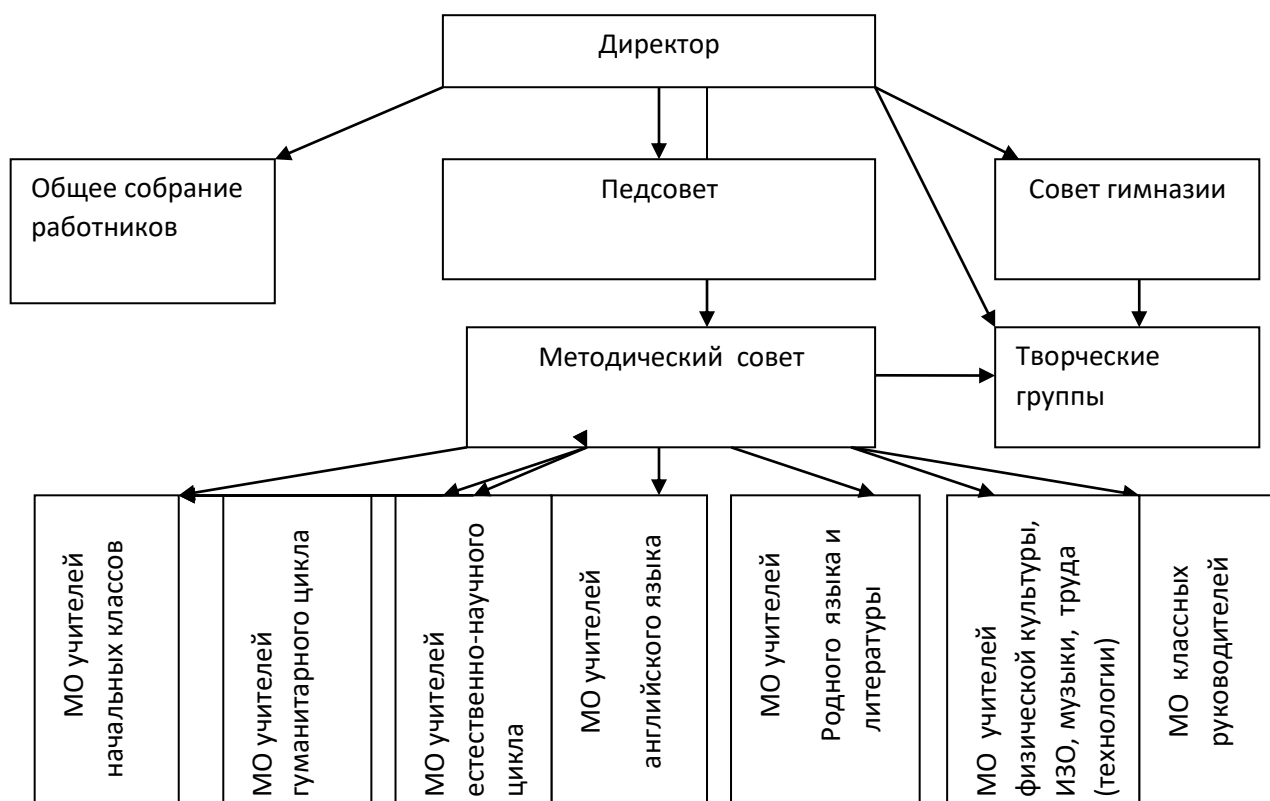 Директор
Общее собрание
работников
Педсовет
Совет гимназии
Методический совет
Творческие
группы
МО учителей
начальных классов
МО учителей
гуманитарного цикла
МО учителей
естественно-научного
цикла
МО учителей
английского языка
МО учителей
Родного языка и
литературы
МО учителей
физической культуры,
ИЗО, музыки, труда
(технологии)
МО классных
руководителей